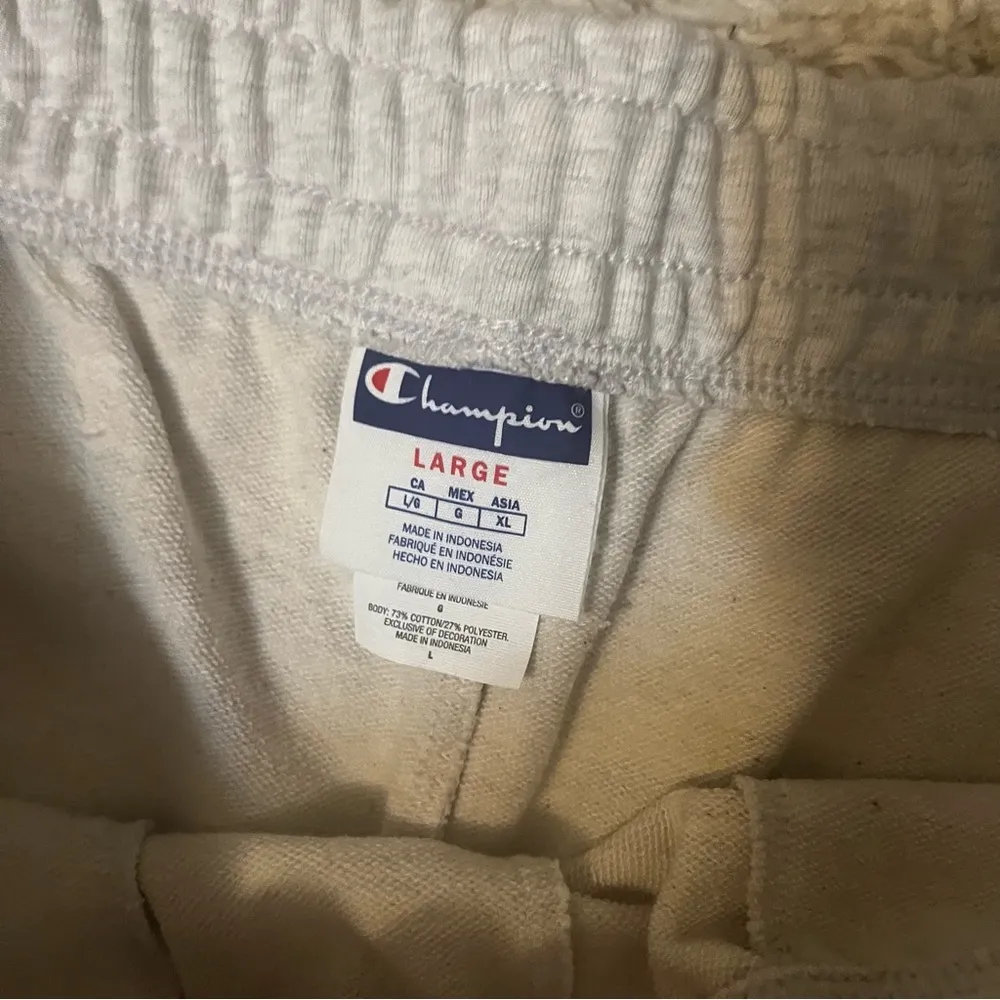 Champion®
LARGE
CA MEX ASIA
L/G G XL
MADE IN INDONESIA
FABRIQUÉ EN INDONÉSIE
HECHO EN INDONESIA
FABRIQUE EN INDONESIE
G
BODY: 73% COTTON/27% POLYESTER.
EXCLUSIVE OF DECORATION
MADE IN INDONESIA
L